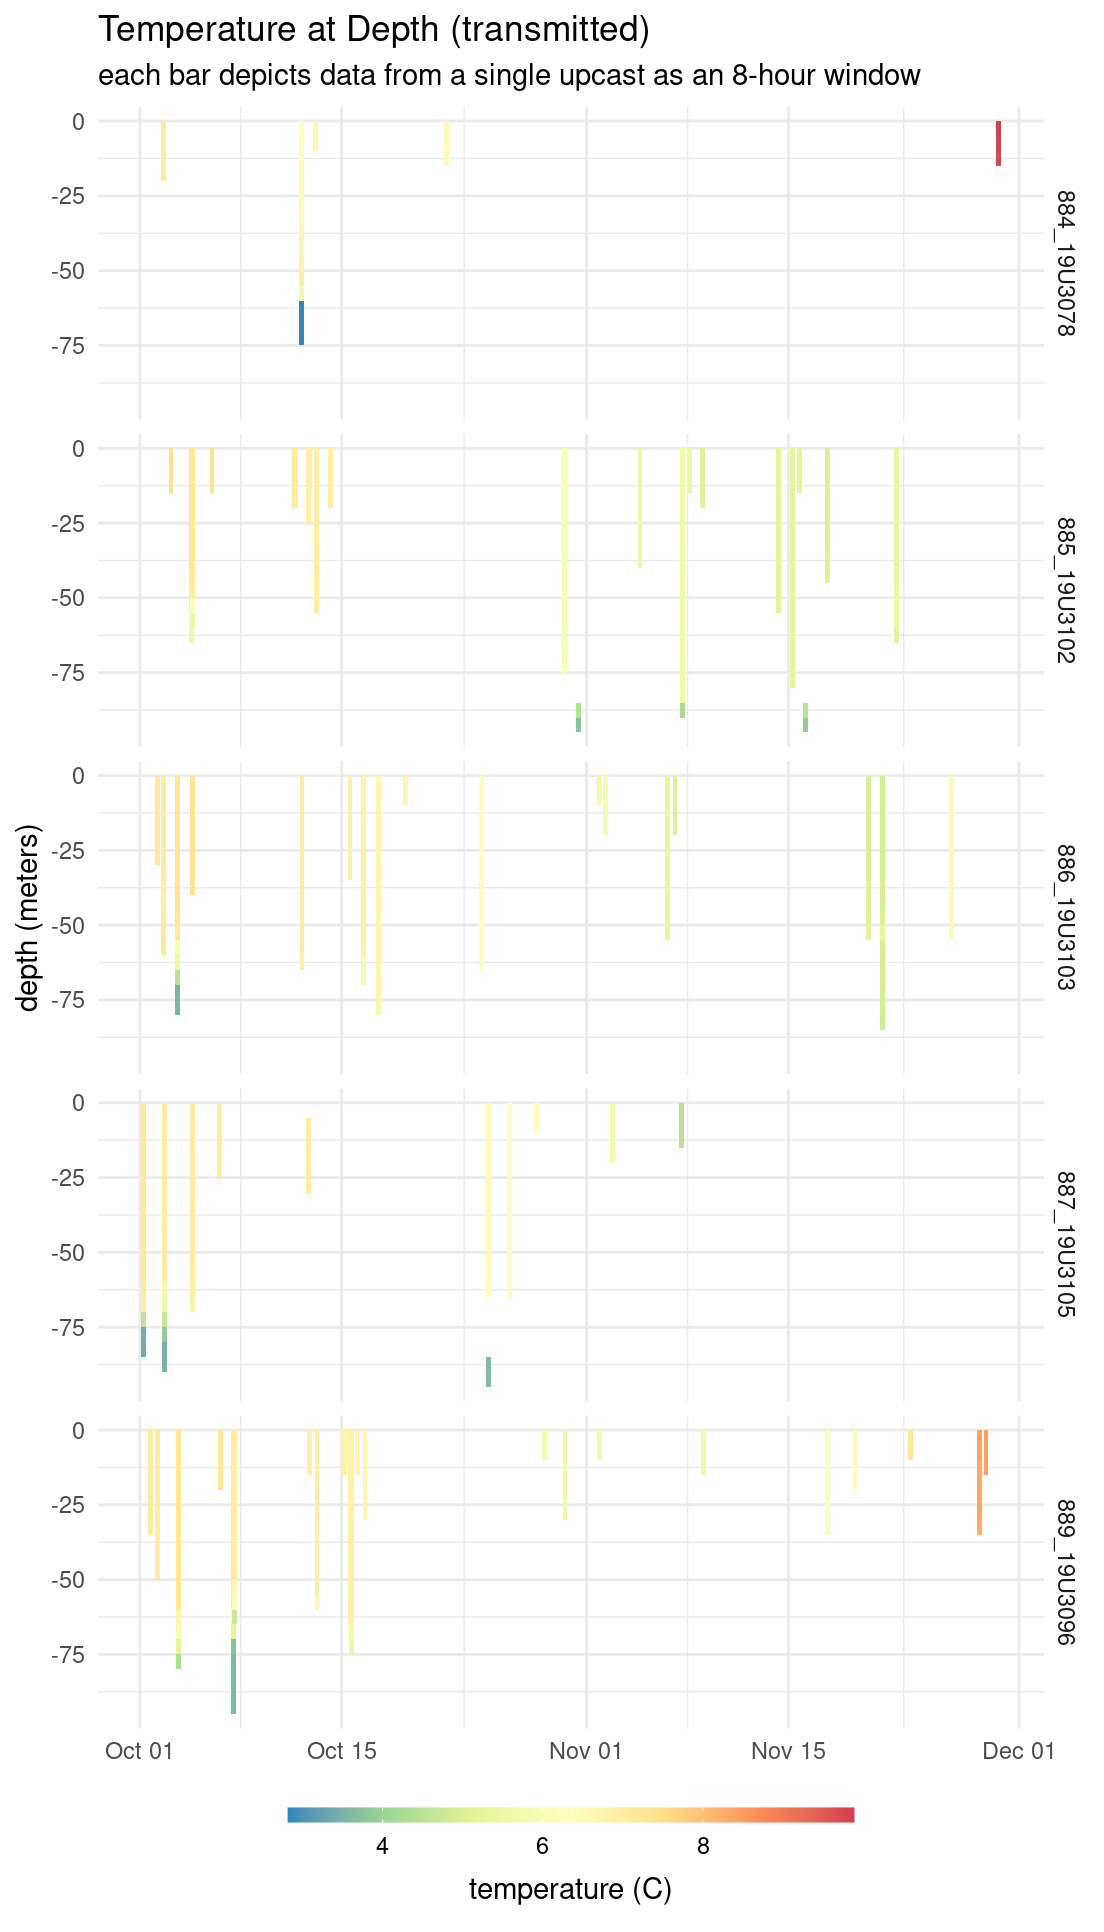 Temperature at Depth (transmitted)
each bar depicts data from a single upcast as an 8-hour window
0
-25
-50
-75
884_19U3078
0
-25
-50
-75
885_19U3102
0
-25
-50
-75
886_19U3103
depth (meters)
0
-25
-50
-75
887_19U3105
0
-25
-50
-75
889_19U3096
Oct 01 Oct 15 Nov 01 Nov 15 Dec 01
4 6 8
temperature (C)